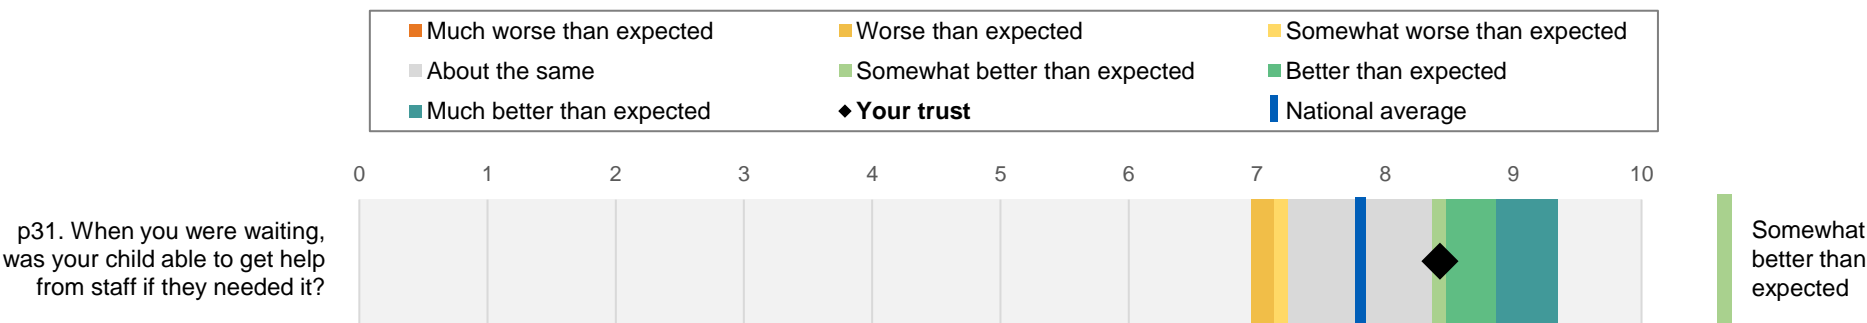 Much worse than expected
Worse than expected
Somewhat worse than expected
About the same
Somewhat better than expected
Better than expected
Much better than expected
Your trust
National average
0 1 2 3 4 5 6 7 8 9 10
p31. When you were waiting,
was your child able to get help
from staff if they needed it?
Somewhat
better than
expected